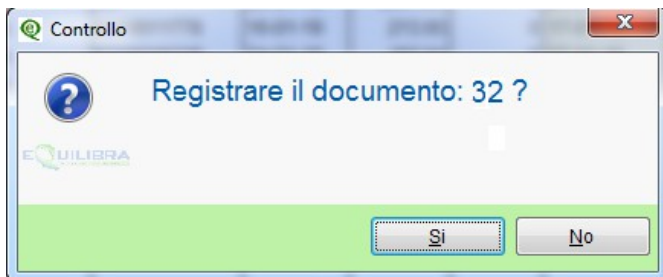 Controllo
Registrare il documento: 32 ?
EQUILIBRA
Si
No